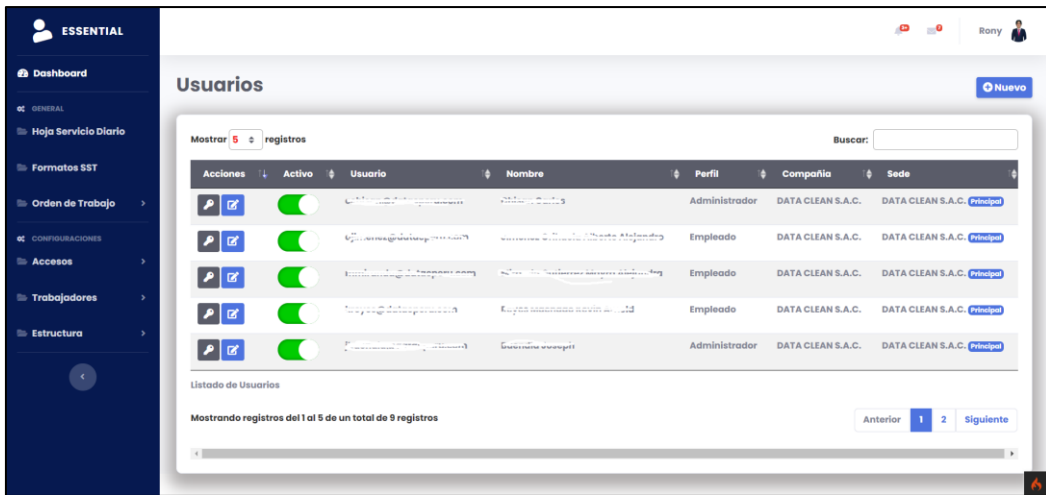 ESSENTIAL
Rony
Dashboard
GENERAL
Hoja Servicio Diario
Formatos SST
Orden de Trabajo
CONFIGURACIONES
Accesos
Trabajadores
Estructura
Usuarios
Nuevo
Mostrar 5 registros
Buscar:
Acciones Activo Usuario Nombre Perfil Compañia Sede
Administrador DATA CLEAN S.A.C. DATA CLEAN S.A.C. Principal
Empleado DATA CLEAN S.A.C. DATA CLEAN S.A.C. Principal
Empleado DATA CLEAN S.A.C. DATA CLEAN S.A.C. Principal
Empleado DATA CLEAN S.A.C. DATA CLEAN S.A.C. Principal
Administrador DATA CLEAN S.A.C. DATA CLEAN S.A.C. Principal
Listado de Usuarios
Mostrando registros del 1 al 5 de un total de 9 registros
Anterior 1 2 Siguiente